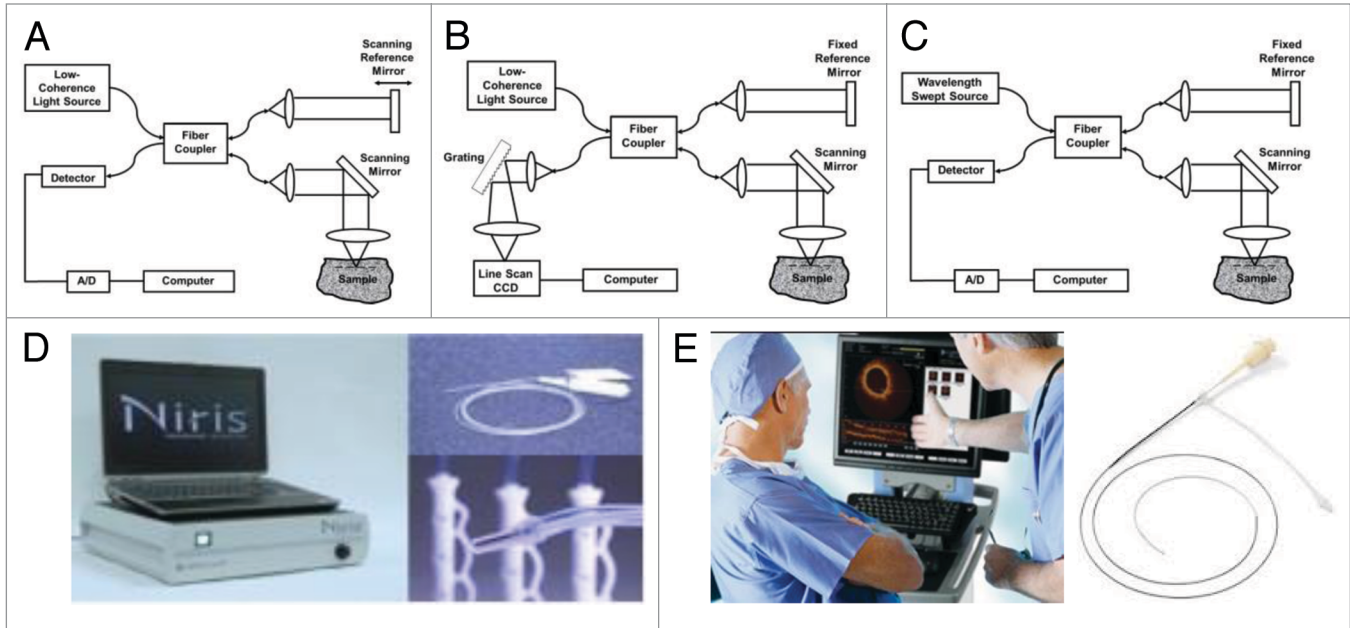 A
Scanning
Reference
Mirror
Low-
Coherence
Light Source
Fiber
Coupler
Scanning
Mirror
Detector
A/D
Computer
Sample
B
Fixed
Reference
Mirror
Low-
Coherence
Light Source
Fiber
Coupler
Grating
Scanning
Mirror
Line Scan
CCD
Computer
Sample
C
Fixed
Reference
Mirror
Wavelength
Swept Source
Fiber
Coupler
Scanning
Mirror
Detector
A/D
Computer
Sample
D
Niris
Niris
E